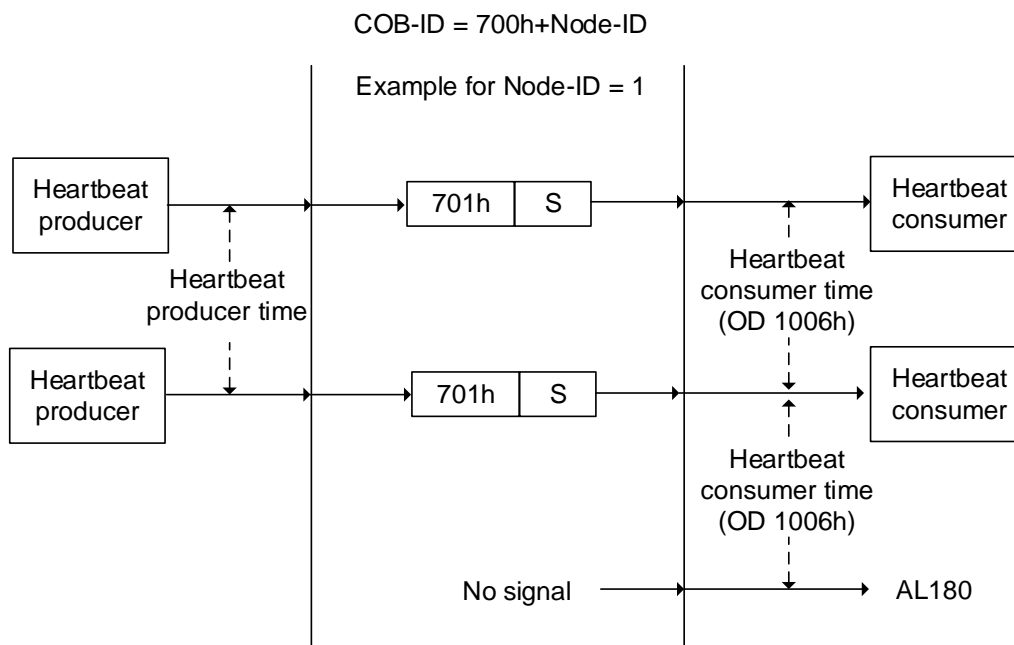 COB-ID = 700h+Node-ID
Example for Node-ID = 1
Heartbeat
producer
701h
S
Heartbeat
consumer
Heartbeat
producer time
Heartbeat
consumer time
(OD 1006h)
Heartbeat
producer
701h
S
Heartbeat
consumer
Heartbeat
consumer time
(OD 1006h)
No signal
AL180